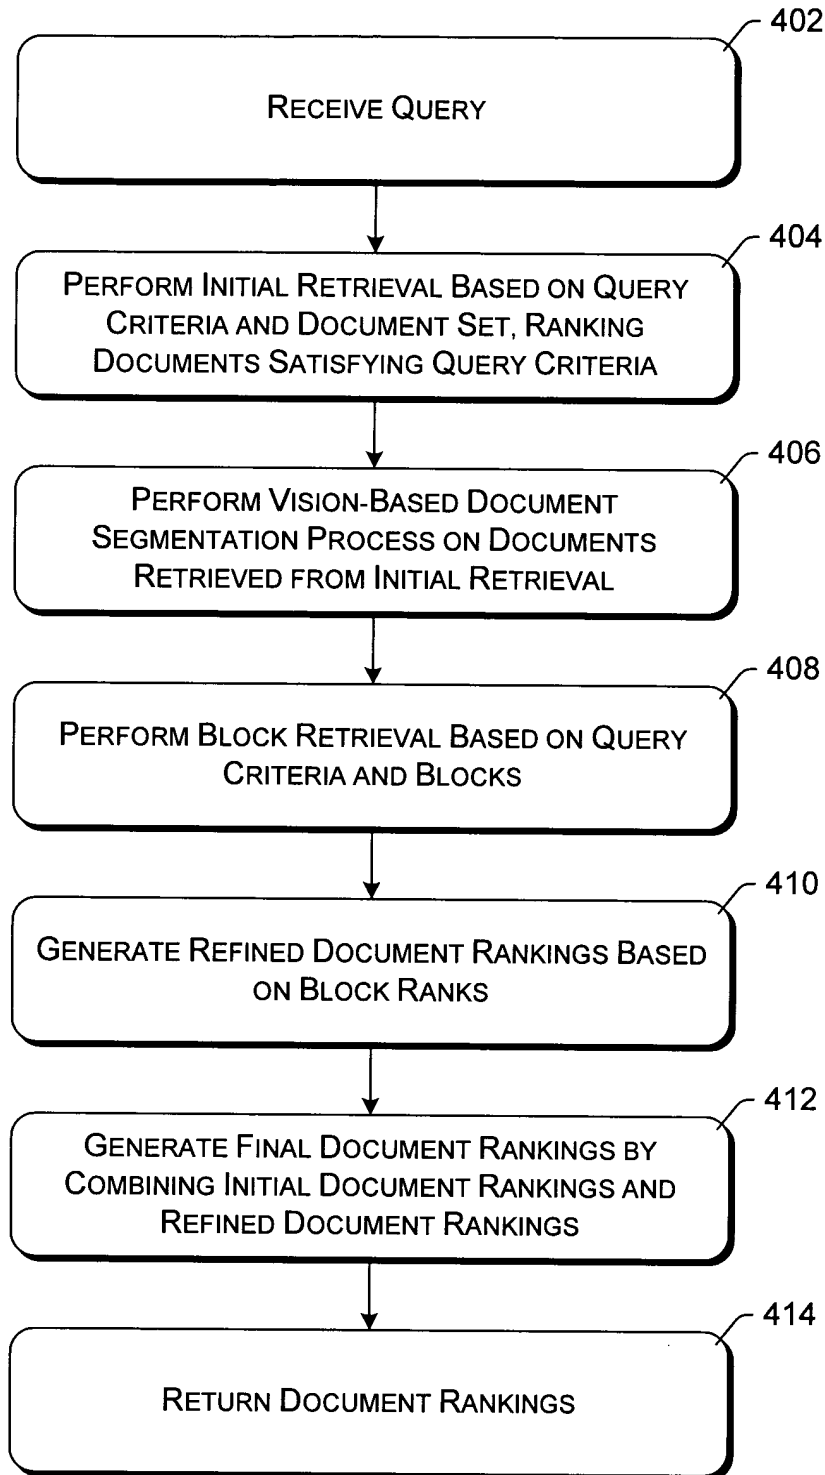 402
RECEIVE QUERY
404
PERFORM INITIAL RETRIEVAL BASED ON QUERY
CRITERIA AND DOCUMENT SET, RANKING
DOCUMENTS SATISFYING QUERY CRITERIA
406
PERFORM VISION-BASED DOCUMENT
SEGMENTATION PROCESS ON DOCUMENTS
RETRIEVED FROM INITIAL RETRIEVAL
408
PERFORM BLOCK RETRIEVAL BASED ON QUERY
CRITERIA AND BLOCKS
410
GENERATE REFINED DOCUMENT RANKINGS BASED
ON BLOCK RANKS
412
GENERATE FINAL DOCUMENT RANKINGS BY
COMBINING INITIAL DOCUMENT RANKINGS AND
REFINED DOCUMENT RANKINGS
414
RETURN DOCUMENT RANKINGS